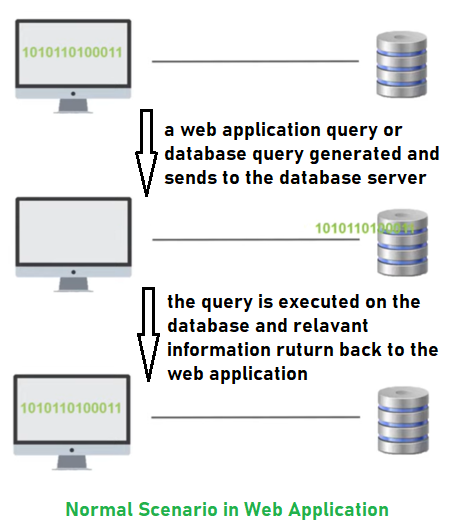 1010110100011
a web application query or
database query generated and
sends to the database server
1010110100011
the query is executed on the
database and relavant
information ruturn back to the
web application
1010110100011
Normal Scenario in Web Application